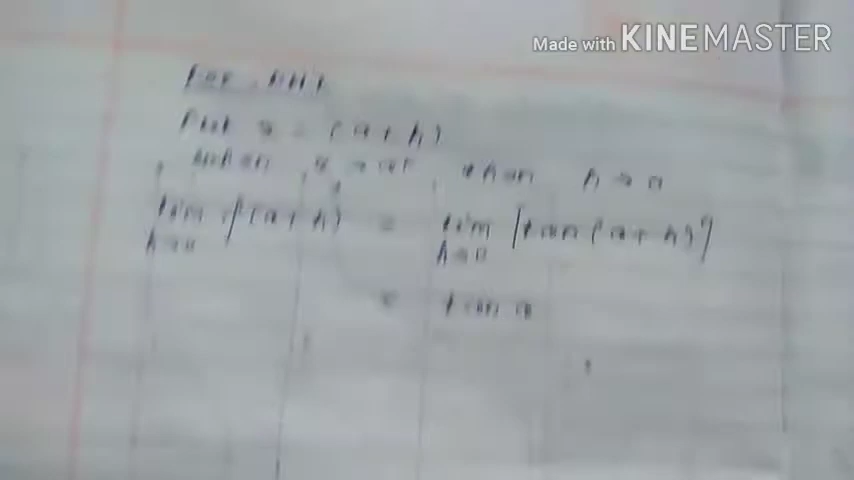 Made with KINEMASTER
for RHL
Put x = (a + h)
when x → a+ then h → 0
lim f(a + h) = lim [tan(a + h)]
h→0 h→0
= tan a